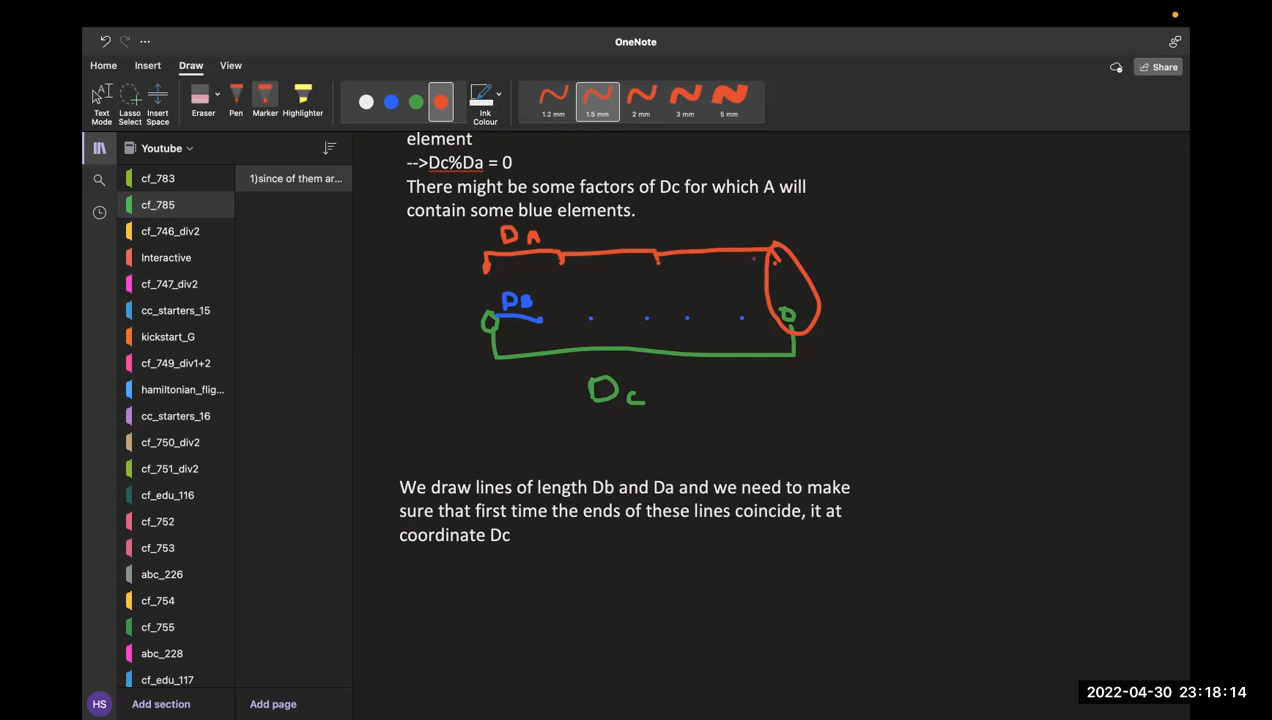 OneNote
Home Insert Draw View
Share
Text Mode
Lasso Select
Insert Space
Eraser
Pen
Marker
Highlighter
Ink Colour
1.2 mm
1.5 mm
2 mm
3 mm
5 mm
Youtube
cf_783
cf_785
cf_746_div2
Interactive
cf_747_div2
cc_starters_15
kickstart_G
cf_749_div1+2
hamiltonian_flig...
cc_starters_16
cf_750_div2
cf_751_div2
cf_edu_116
cf_752
cf_753
abc_226
cf_754
cf_755
abc_228
cf_edu_117
HS
Add section
Add page
1)since of them ar...
element
-->Dc%Da = 0
There might be some factors of Dc for which A will
contain some blue elements.
DA
DB
Dc
We draw lines of length Db and Da and we need to make
sure that first time the ends of these lines coincide, it at
coordinate Dc
2022-04-30 23:18:14